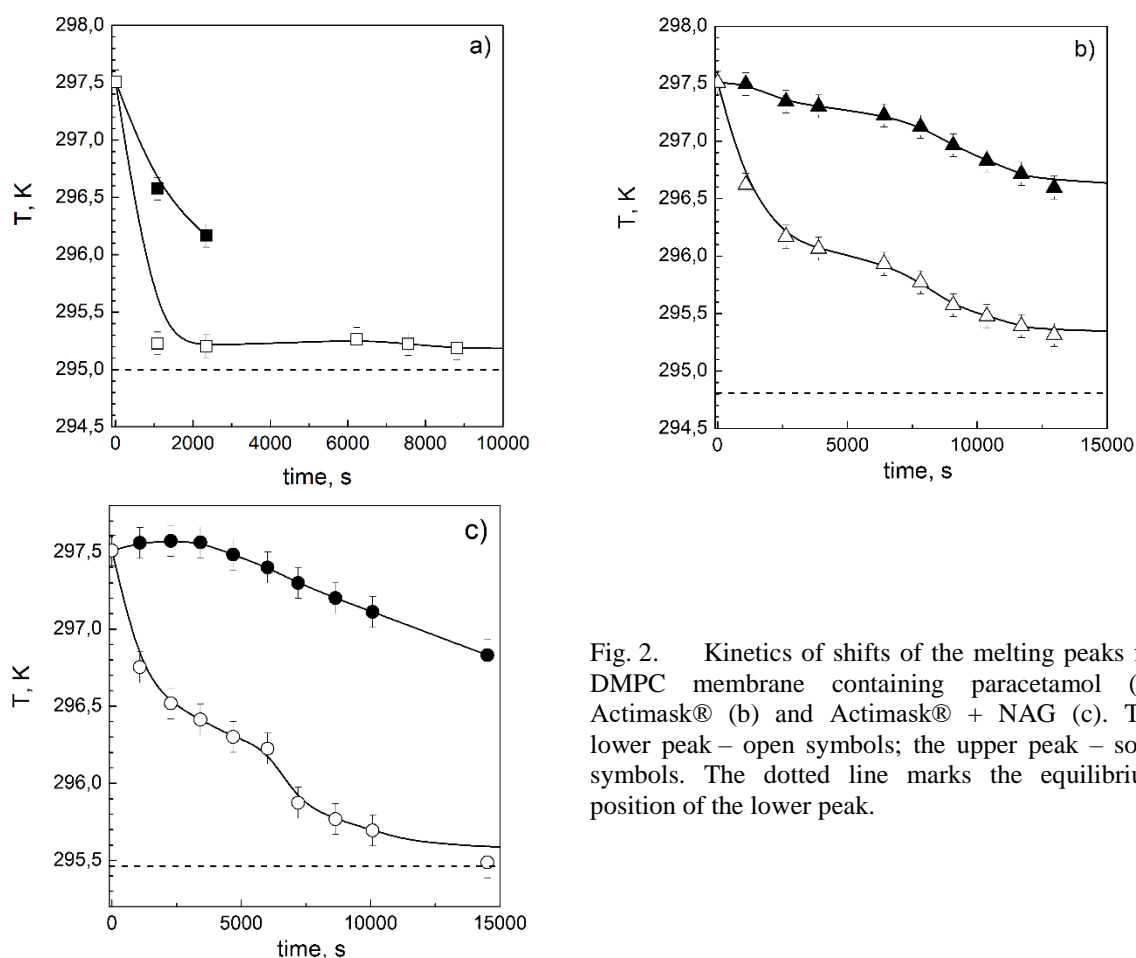 298,0
297,5
297,0
296,5
296,0
295,5
295,0
294,5
T, K
a)
0 2000 4000 6000 8000 10000
time, s
298,0
297,5
297,0
296,5
296,0
295,5
295,0
294,5
T, K
b)
0 5000 10000 15000
time, s
297,5
297,0
296,5
296,0
295,5
T, K
c)
0 5000 10000 15000
time, s
Fig. 2. Kinetics of shifts of the melting peaks
DMPC membrane containing paracetamol
Actimask® (b) and Actimask® + NAG (c).
lower peak – open symbols; the upper peak –
symbols. The dotted line marks the
position of the lower peak.